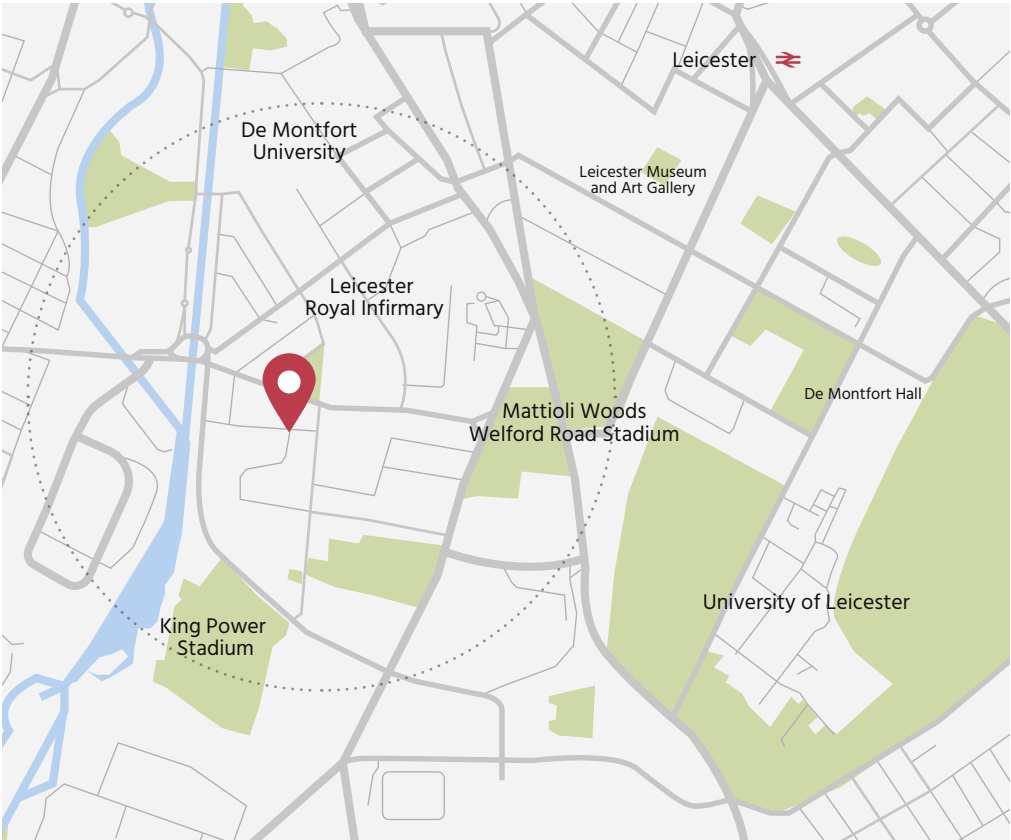 Leicester
De Montfort
University
Leicester Museum
and Art Gallery
Leicester
Royal Infirmary
De Montfort Hall
Mattioli Woods
Welford Road Stadium
University of Leicester
King Power
Stadium